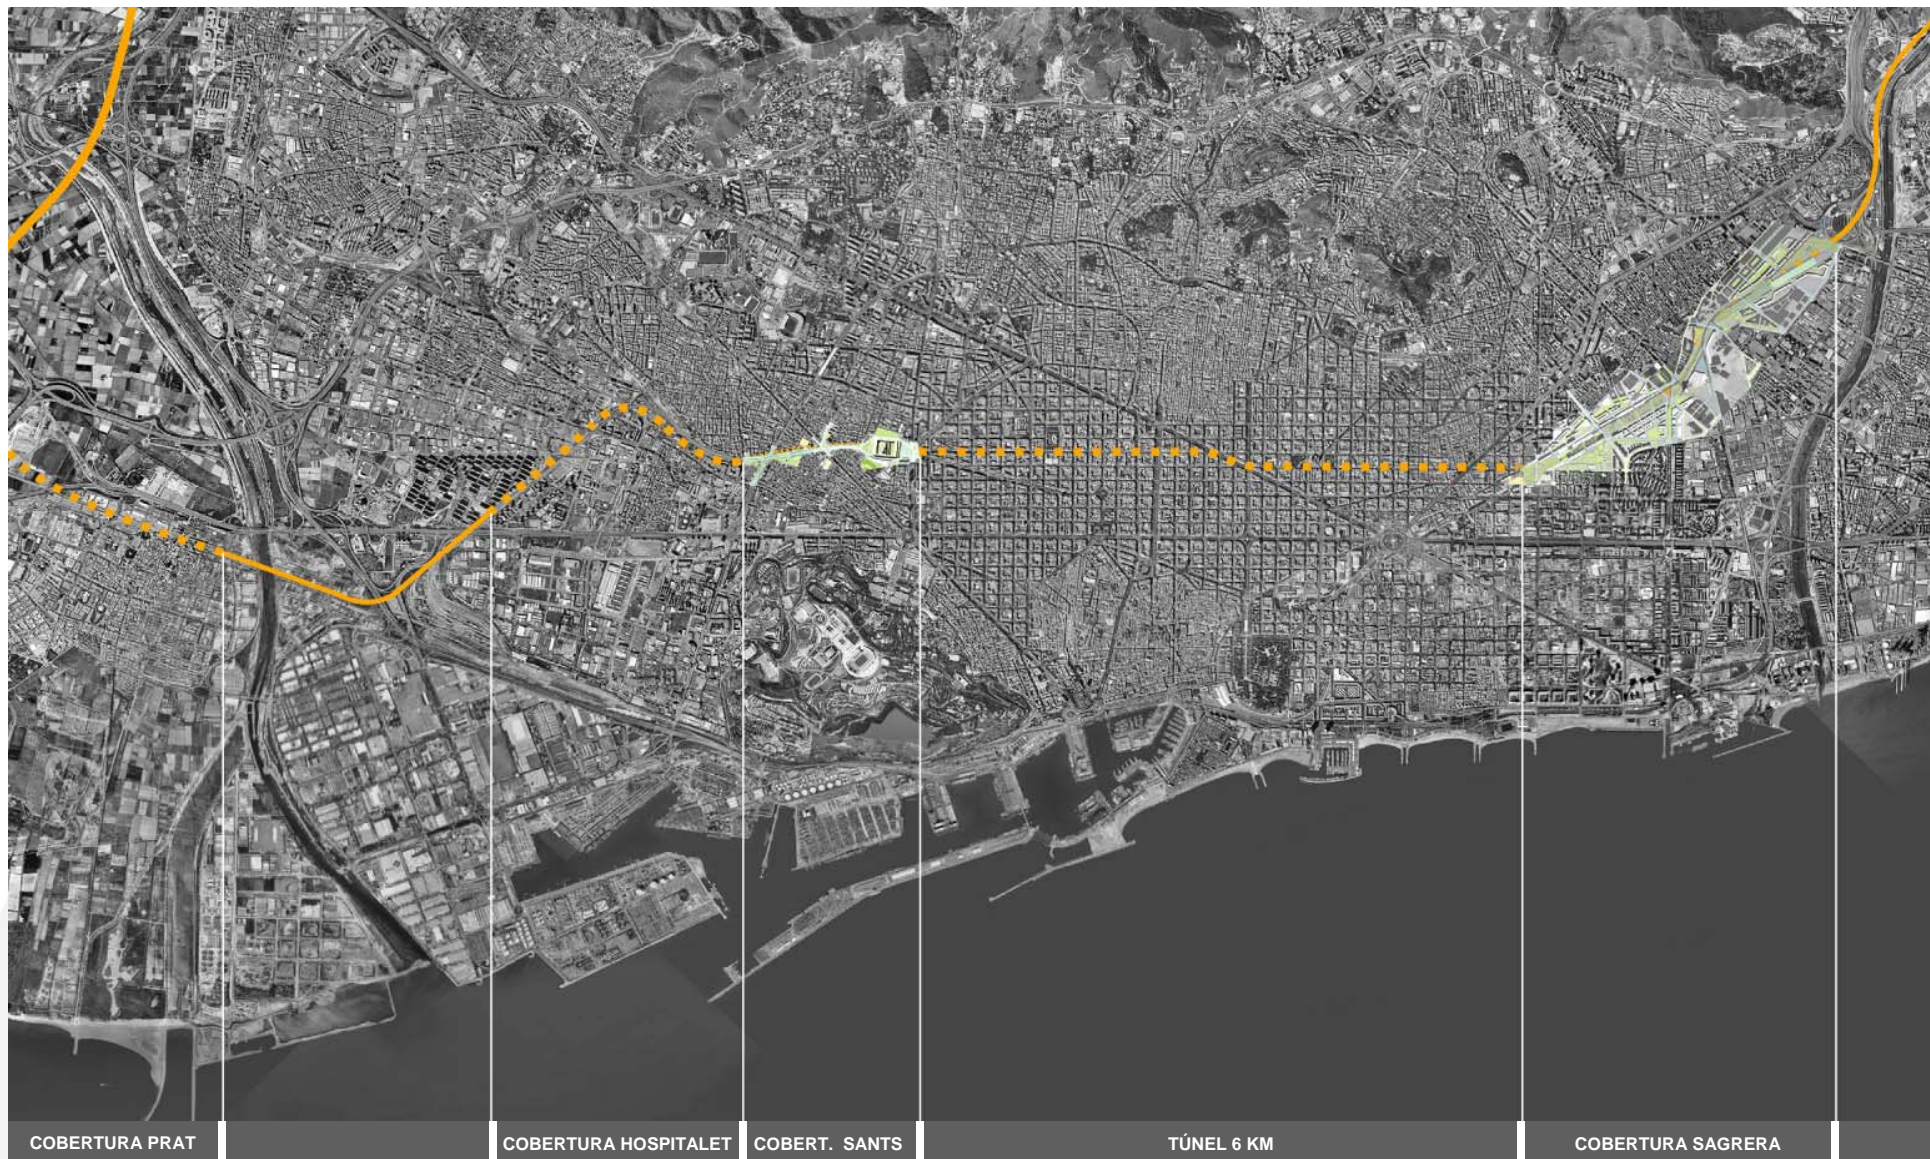 COBERTURA PRAT
COBERTURA HOSPITALET
COBERT. SANTS
TÚNEL 6 KM
COBERTURA SAGRERA